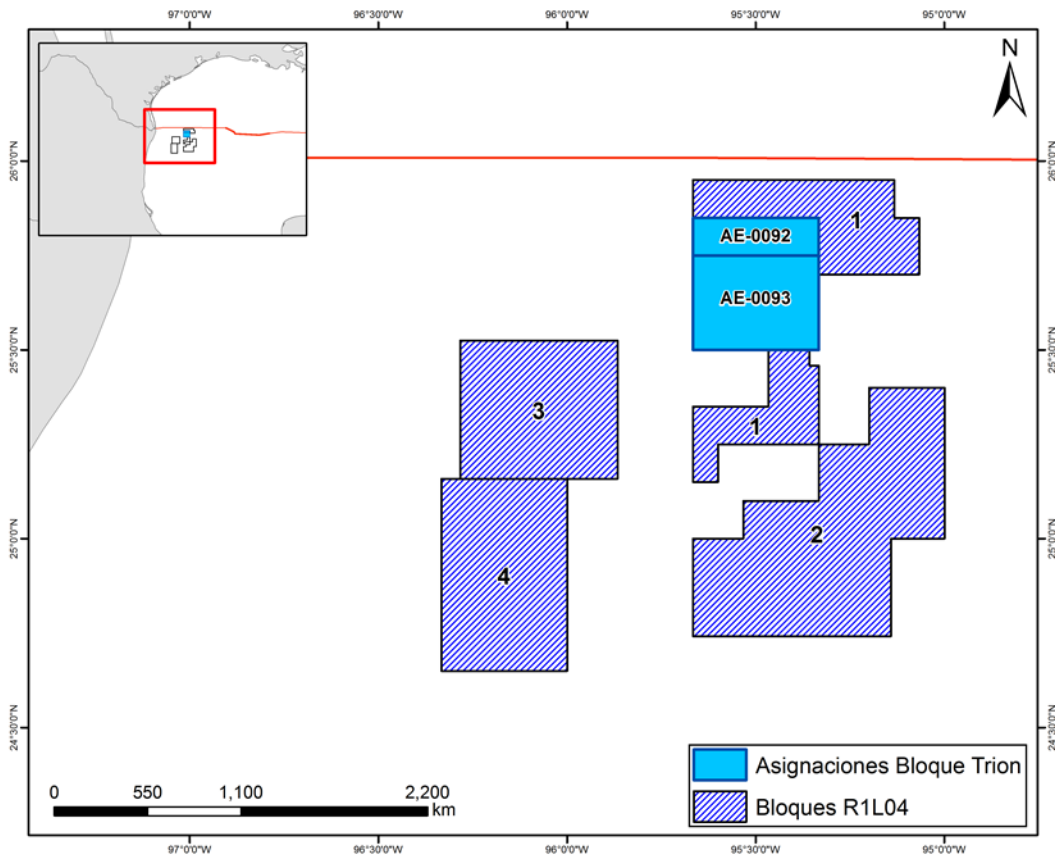 97°0'0"W 96°30'0"W 96°0'0"W 95°30'0"W 95°0'0"W
N
26°0'0"N 26°0'0"N
1
AE-0092
AE-0093
25°30'0"N 25°30'0"N
3
1
2
4
25°0'0"N 25°0'0"N
24°30'0"N 24°30'0"N
Asignaciones Bloque Trion
Bloques R1L04
0 550 1,100 2,200
km
97°0'0"W 96°30'0"W 96°0'0"W 95°30'0"W 95°0'0"W